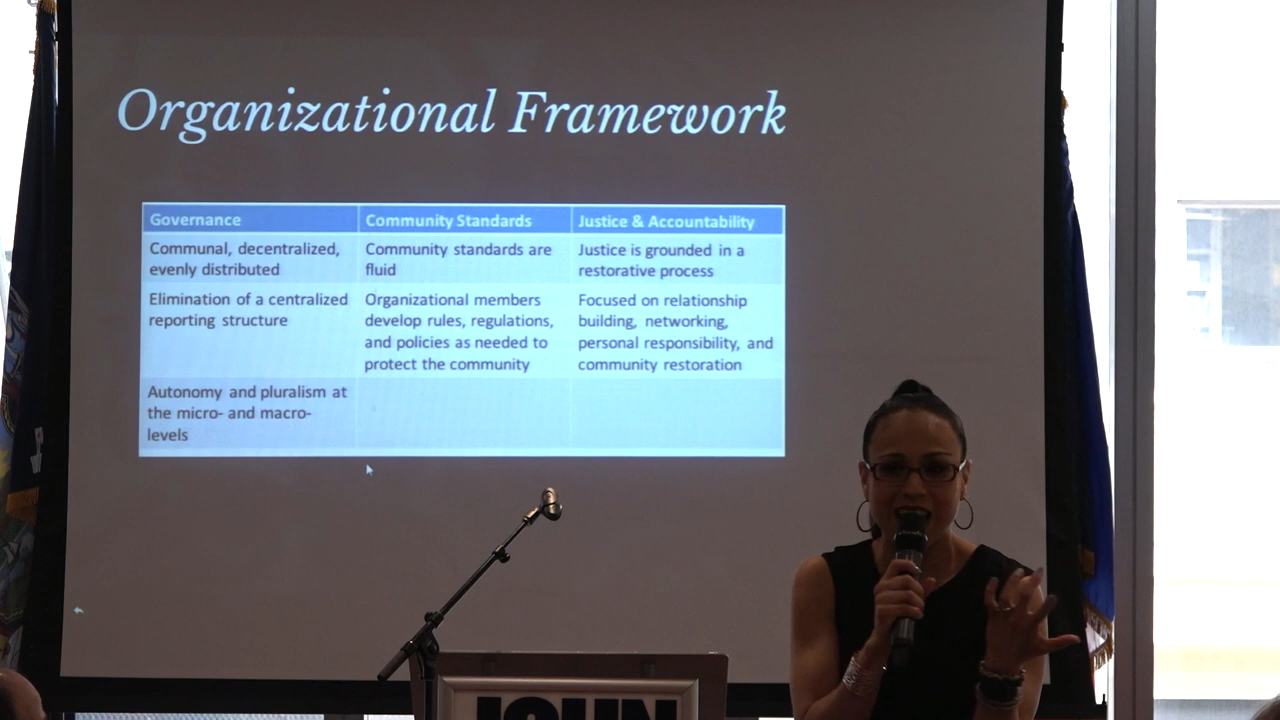 Organizational Framework
Governance
Community Standards
Justice & Accountability
Communal, decentralized,
evenly distributed
Community standards are
fluid
Justice is grounded in a
restorative process
Elimination of a centralized
reporting structure
Organizational members
develop rules, regulations,
and policies as needed to
protect the community
Focused on relationship
building, networking,
personal responsibility, and
community restoration
Autonomy and pluralism at
the micro- and macro-
levels
JOHN